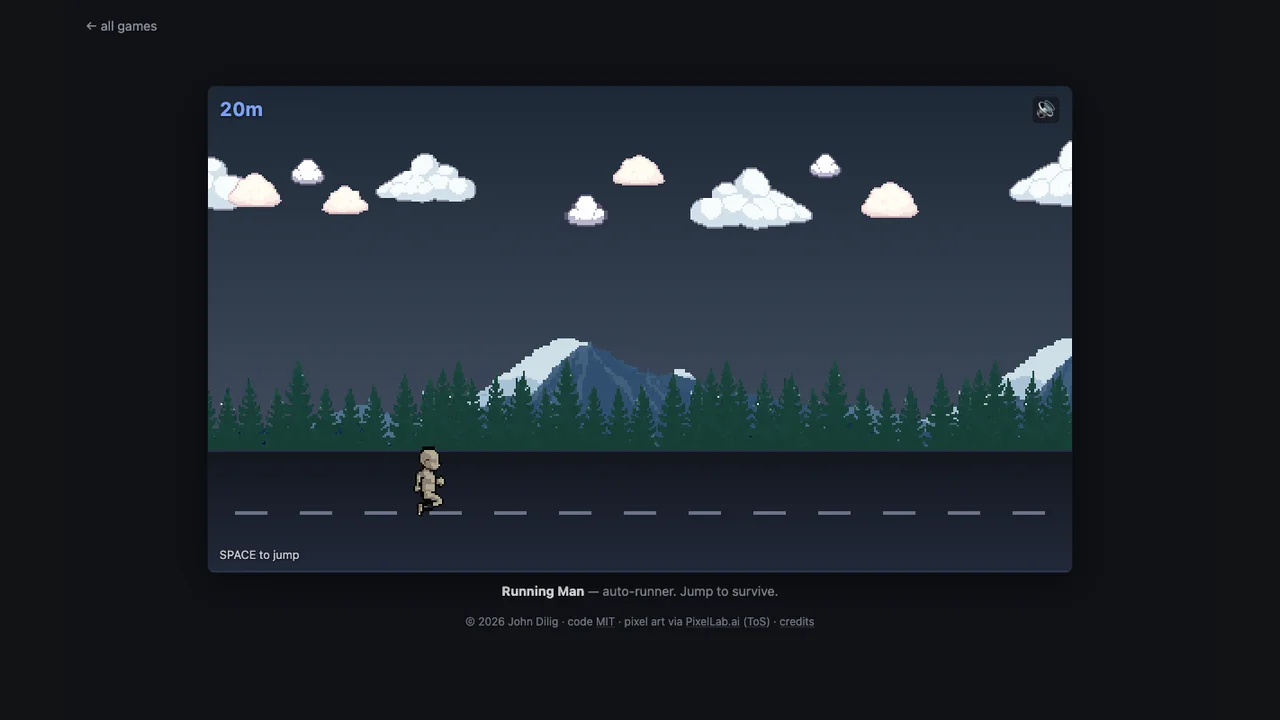 ← all games
20m
SPACE to jump
Running Man — auto-runner. Jump to survive.
© 2026 John Dilig · code MIT · pixel art via PixelLab.ai (ToS) · credits